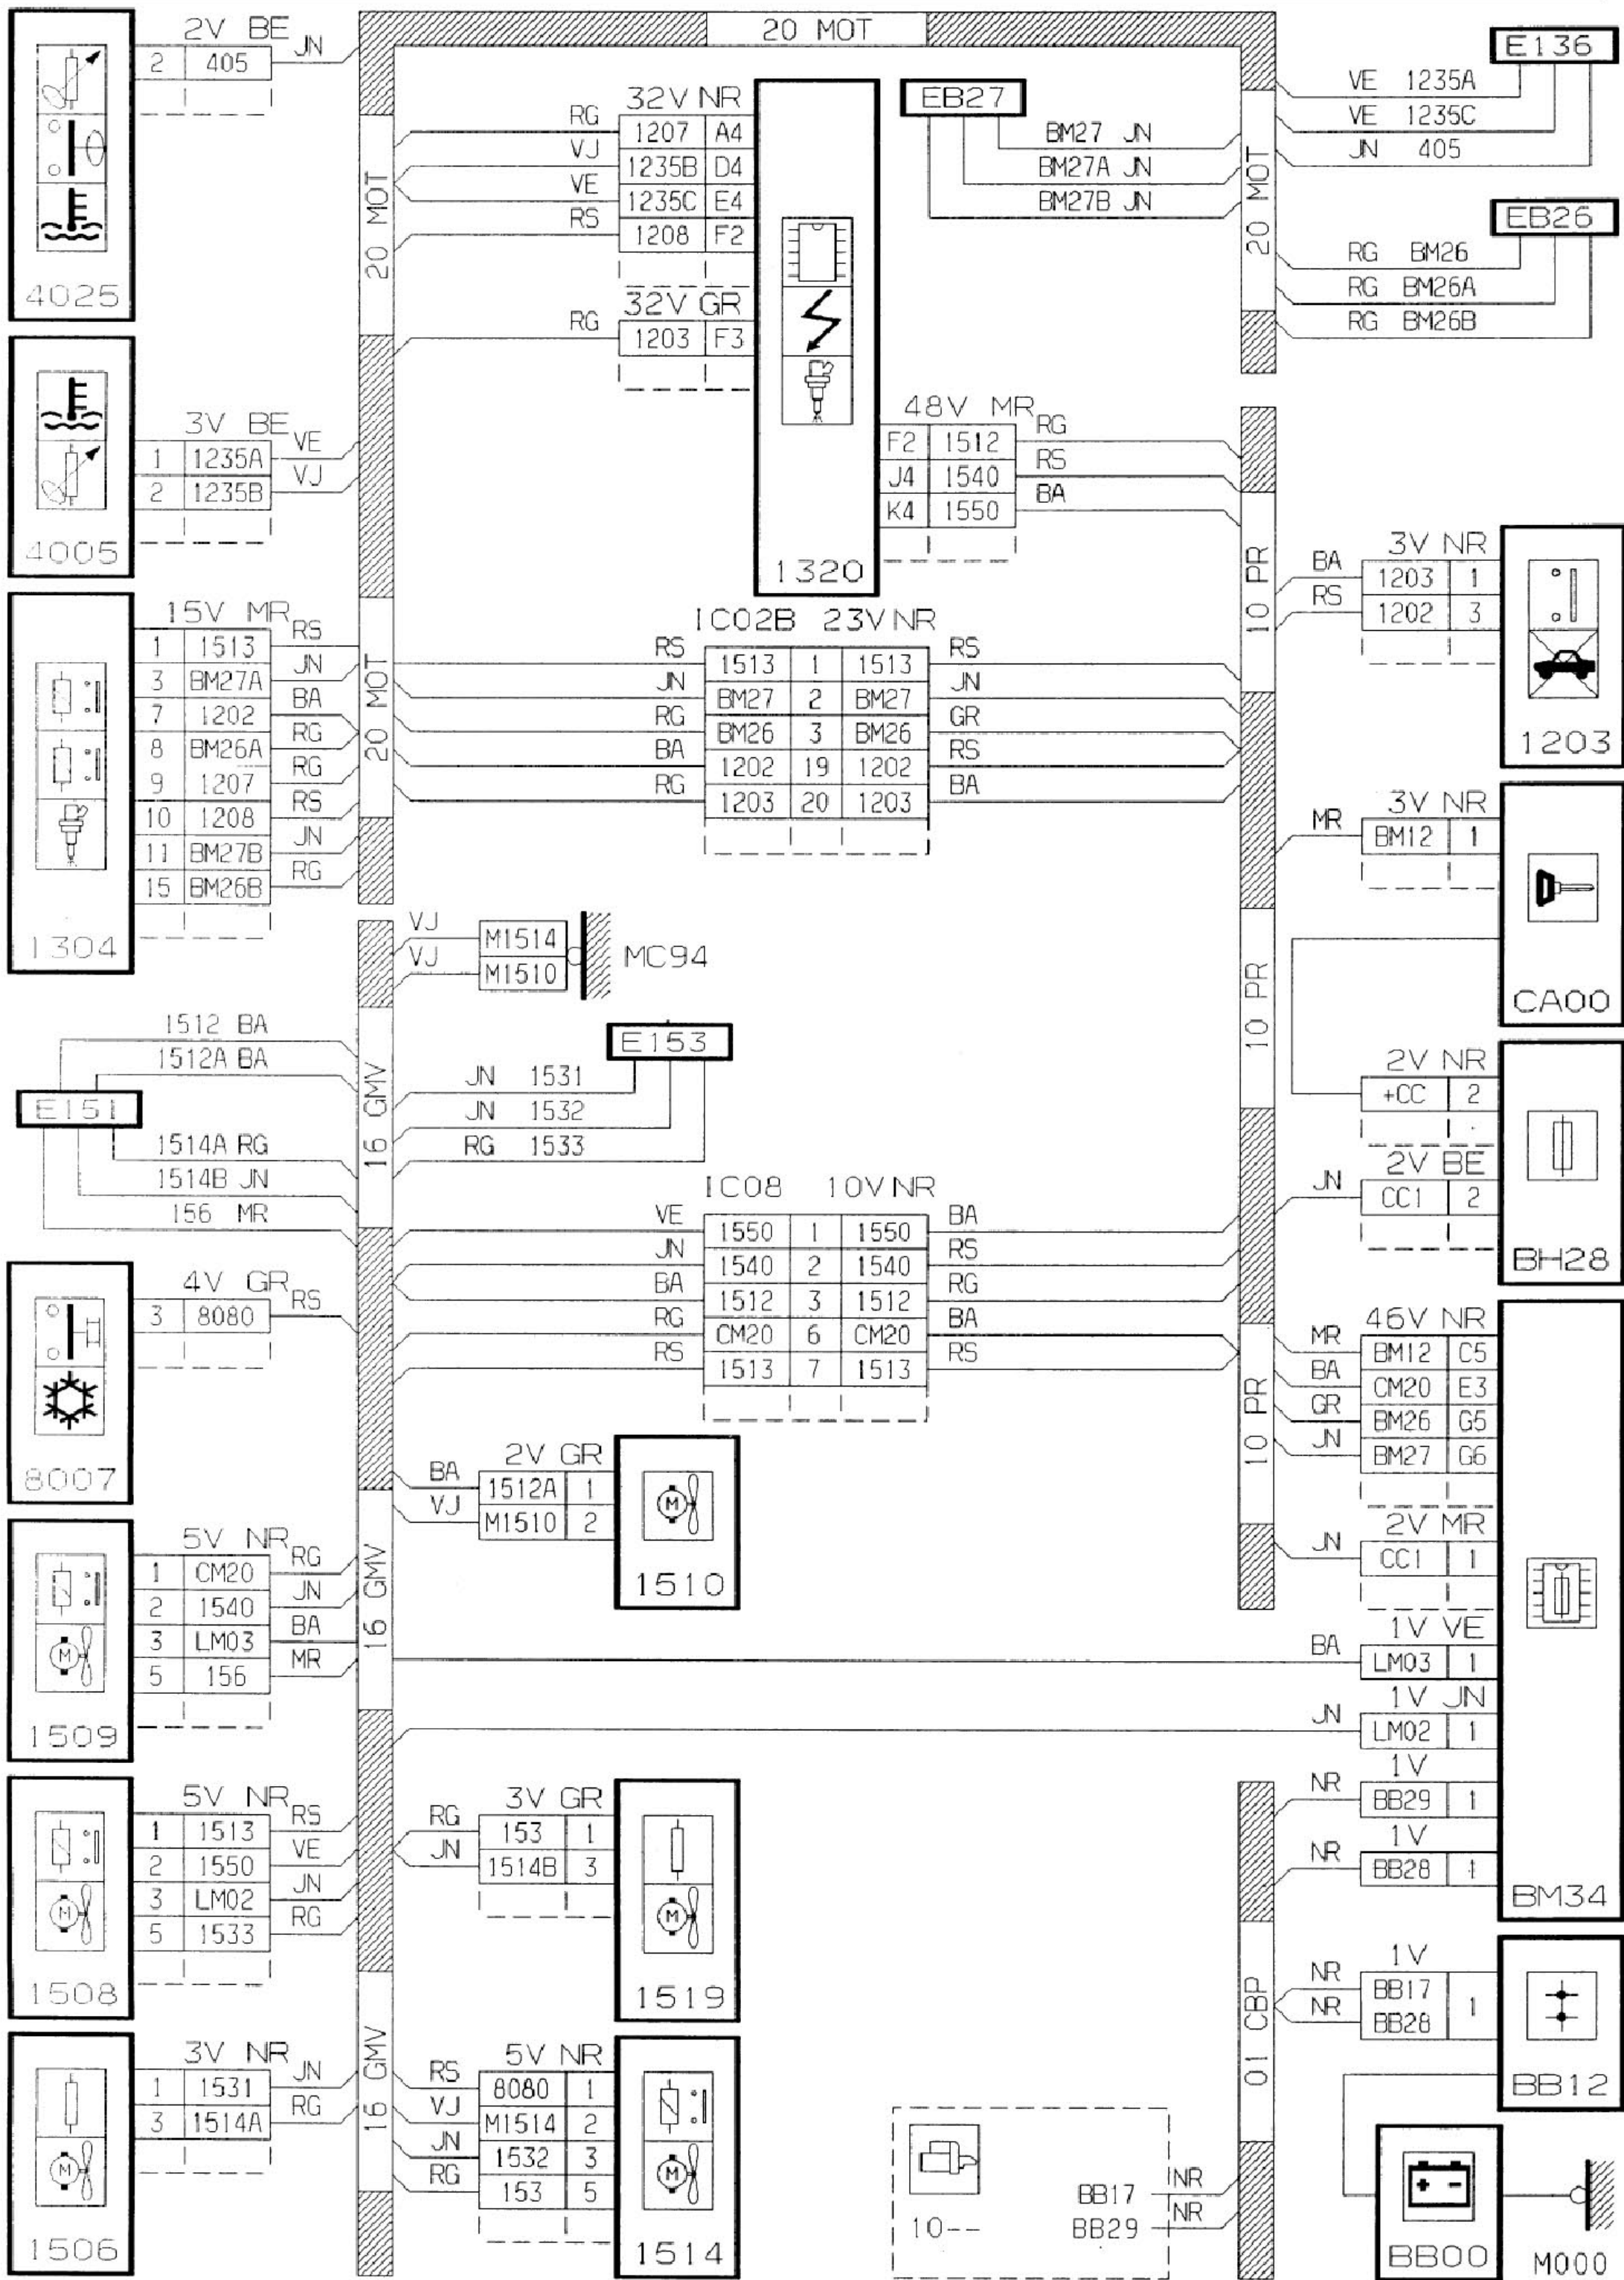 20 MOT
2V BE
2 405 JN
4025
3V BE
1 1235A VE
2 1235B VJ
4005
15V MR
1 1513 RS
3 BM27A JN
7 1202 BA
8 BM26A RG
9 1207 RG
10 1208 RS
11 BM27B JN
15 BM26B RG
1304
1512 BA
1512A BA
E151
1514A RG
1514B JN
156 MR
4V GR
3 8080 RS
8007
5V NR
1 CM20 RG
2 1540 JN
3 LM03 BA
5 156 MR
1509
5V NR
1 1513 RS
2 1550 VE
3 LM02 JN
5 1533 RG
1508
3V NR
1 1531 JN
3 1514A RG
1506
20 MOT
20 MOT
16 GMV
16 GMV
16 GMV
32V NR
RG 1207 A4
VJ 1235B D4
VE 1235C E4
RS 1208 F2
32V GR
RG 1203 F3
48V MR
F2 1512 RG
J4 1540 RS
K4 1550 BA
1320
EB27
BM27 JN
BM27A JN
BM27B JN
IC02B 23V NR
RS 1513 1 1513 RS
JN BM27 2 BM27 JN
RG BM26 3 BM26 GR
BA 1202 19 1202 RS
RG 1203 20 1203 BA
VJ M1514
VJ M1510
MC94
E153
JN 1531
JN 1532
RG 1533
IC08 10V NR
VE 1550 1 1550 BA
JN 1540 2 1540 RS
BA 1512 3 1512 RG
RG CM20 6 CM20 BA
RS 1513 7 1513 RS
2V GR
BA 1512A 1
VJ M1510 2
M
1510
3V GR
RG 153 1
JN 1514B 3
M
1519
5V NR
RS 8080 1
VJ M1514 2
JN 1532 3
RG 153 5
M
1514
M
M
M
10--
BB17 NR
BB29 NR
20 MOT
10 PR
10 PR
10 PR
01 CBP
E136
VE 1235A
VE 1235C
JN 405
EB26
RG BM26
RG BM26A
RG BM26B
3V NR
BA 1203 1
RS 1202 3
1203
3V NR
MR BM12 1
CA00
2V NR
+CC 2
2V BE
JN CC1 2
BH28
46V NR
MR BM12 C5
BA CM20 E3
GR BM26 G5
JN BM27 G6
2V MR
JN CC1 1
1V VE
BA LM03 1
1V JN
JN LM02 1
1V
NR BB29 1
1V
NR BB28 1
BM34
1V
NR BB17 1
NR BB28
BB12
+ -
BB00
M000